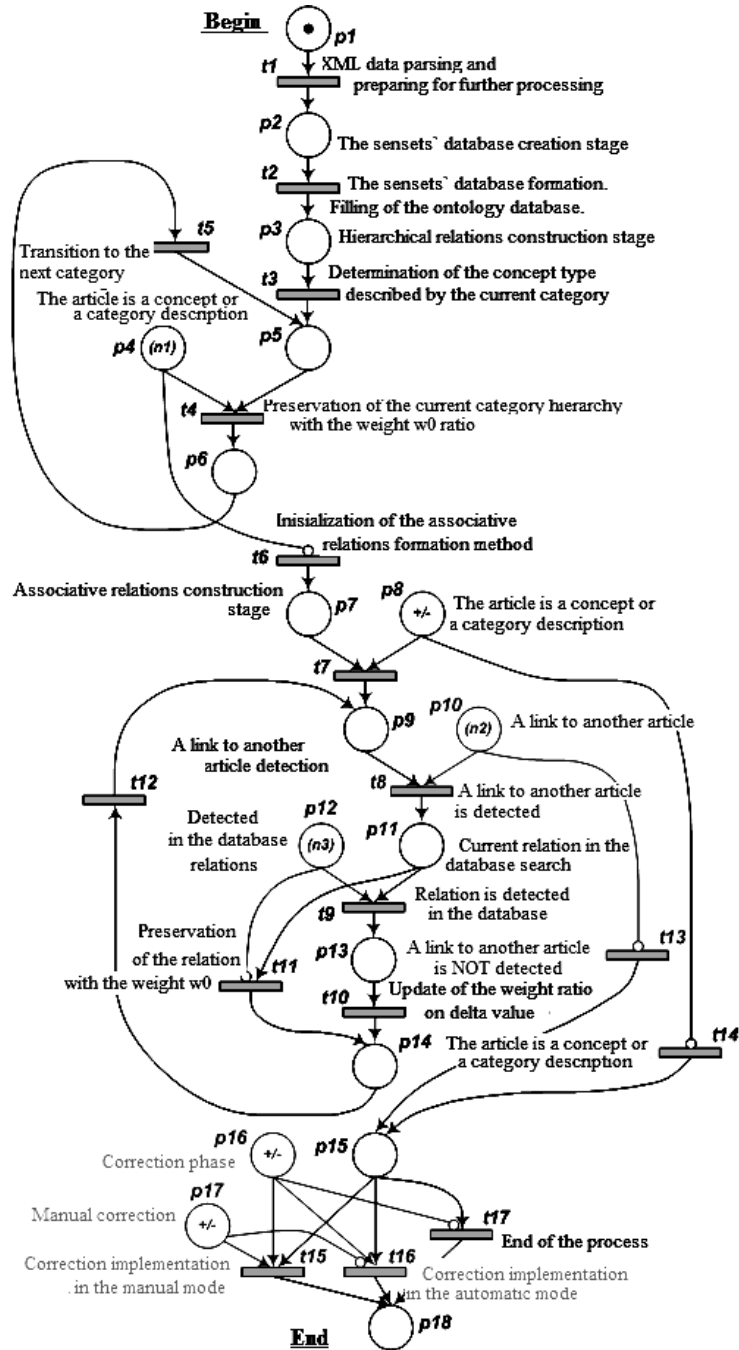 Begin
p1
t1
XML data parsing and
preparing for further processing
p2
The sensets` database creation stage
t2
The sensets` database formation.
Filling of the ontology database.
t5
p3
Hierarchical relations construction stage
Transition to the
next category
t3
Determination of the concept type
described by the current category
The article is a concept or
a category description
p4
(n1)
p5
t4
Preservation of the current category hierarchy
with the weight w0 ratio
p6
Inisialization of the associative
relations formation method
t6
Associative relations construction
stage
p7
p8
+/-
The article is a concept or
a category description
t7
p9
p10
(n2)
A link to another article
A link to another
article detection
t12
t8
A link to another article
is detected
Detected
in the database
relations
p12
(n3)
p11
Current relation in the
database search
t9
Relation is detected
in the database
Preservation
of the relation
with the weight w0
t11
p13
A link to another article
is NOT detected
t13
t10
Update of the weight ratio
on delta value
p14
The article is a concept or
a category description
t14
p16
+/-
Correction phase
p15
p17
+/-
Manual correction
t17
End of the process
Correction implementation
. in the manual mode
t15
t16
Correction implementation
in the automatic mode
p18
End